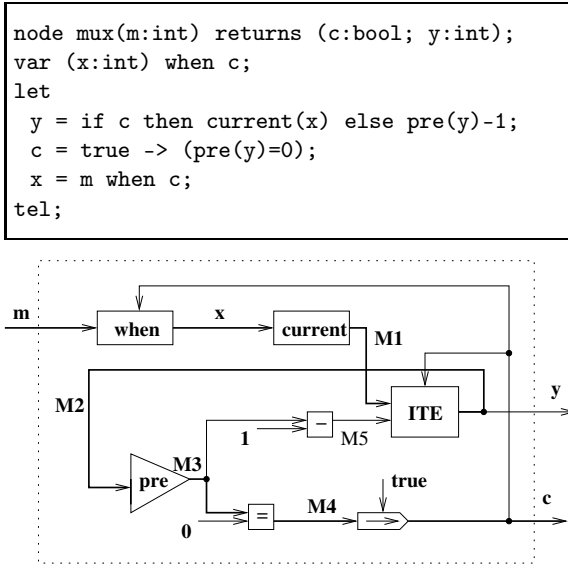 node mux(m:int) returns (c:bool; y:int);
var (x:int) when c;
let
y = if c then current(x) else pre(y)-1;
c = true -> (pre(y)=0);
x = m when c;
tel;
m
when
x
current
M1
y
M2
ITE
1
−
M5
M3
pre
true
M4
c
0
=